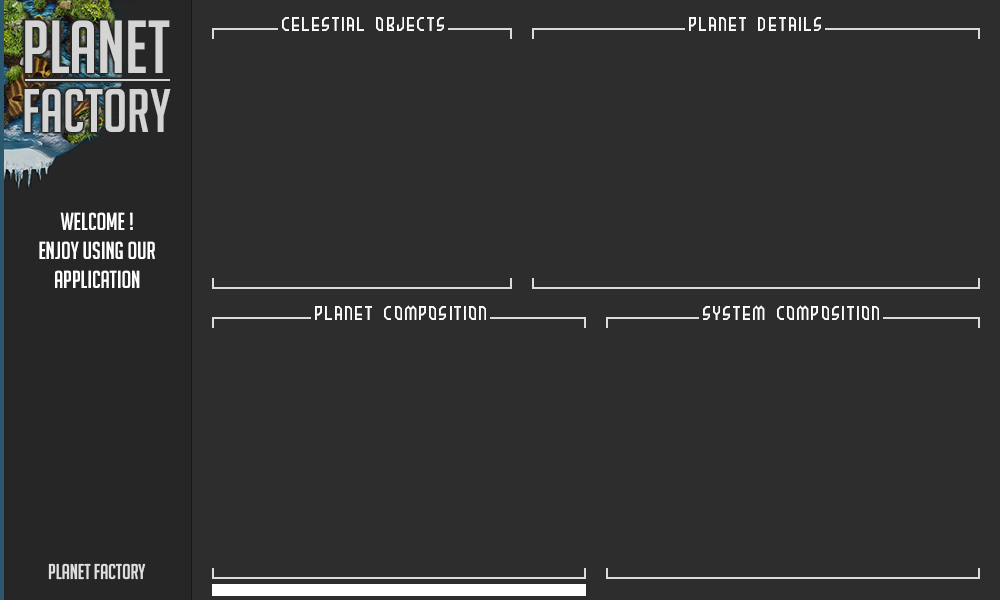 PLANET
FACTORY
WELCOME !
ENJOY USING OUR
APPLICATION
PLANET FACTORY
CELESTIAL OBJECTS
PLANET DETAILS
PLANET COMPOSITION
SYSTEM COMPOSITION